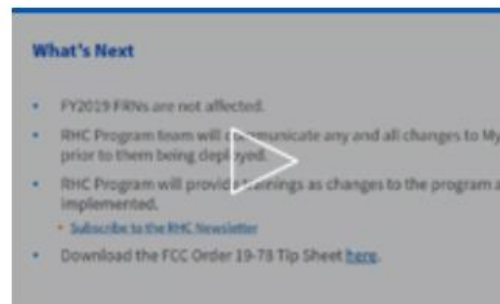 What's Next
FY2019 FRNs are not affected.
RHC Program team will communicate any and all changes to My
prior to them being deployed.
RHC Program will provide trainings as changes to the program a
implemented.
Subscribe to the RHC Newsletter
Download the FCC Order 19-78 Tip Sheet here.